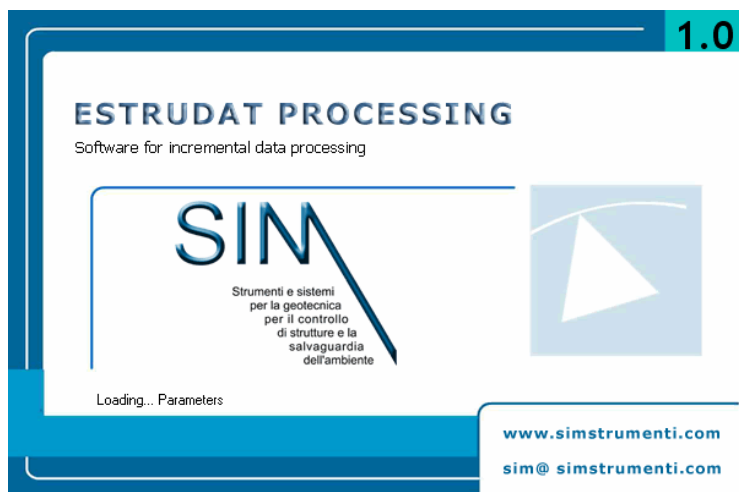 1.0
ESTRUDAT PROCESSING
Software for incremental data processing
SIM
Strumenti e sistemi
per la geotecnica
per il controllo
di strutture e la
salvaguardia
dell'ambiente
Loading... Parameters
www.simstrumenti.com
sim@ simstrumenti.com